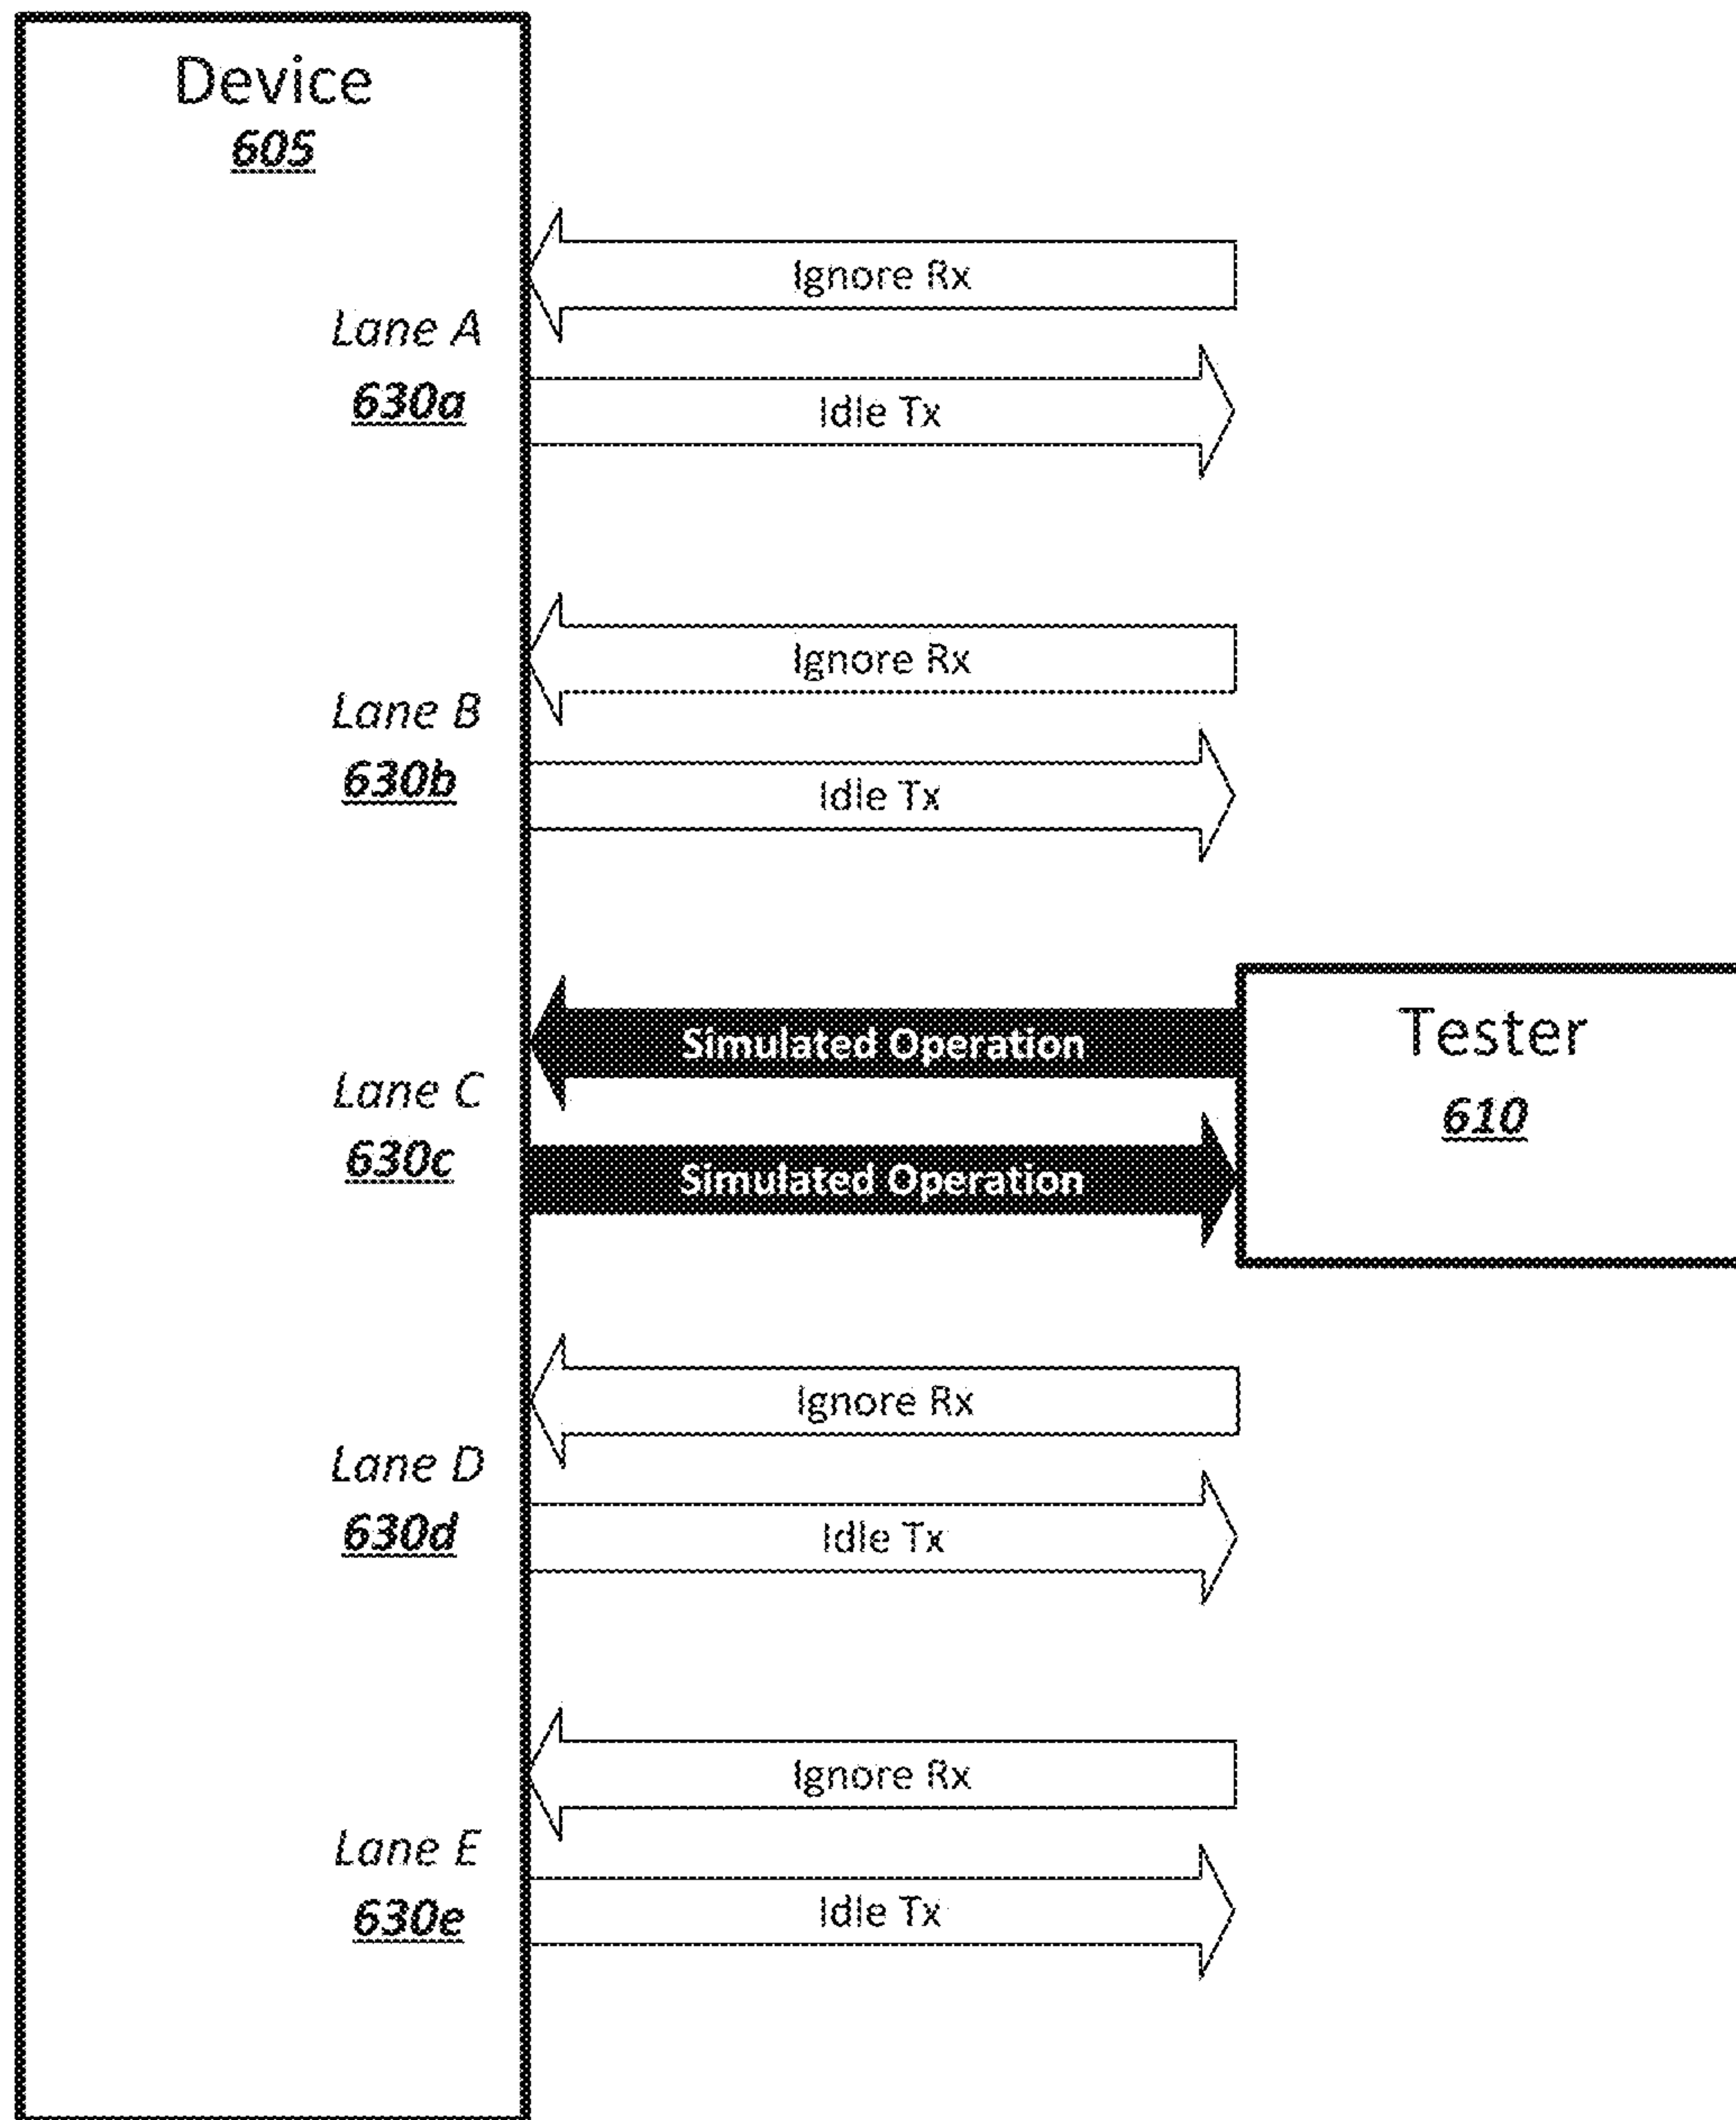 Device
605
Ignore Rx
Lane A
630a
Idle Tx
Ignore Rx
Lane B
630b
Idle Tx
Simulated Operation
Tester
610
Lane C
630c
Simulated Operation
Ignore Rx
Lane D
630d
Idle Tx
Ignore Rx
Lane E
630e
Idle Tx